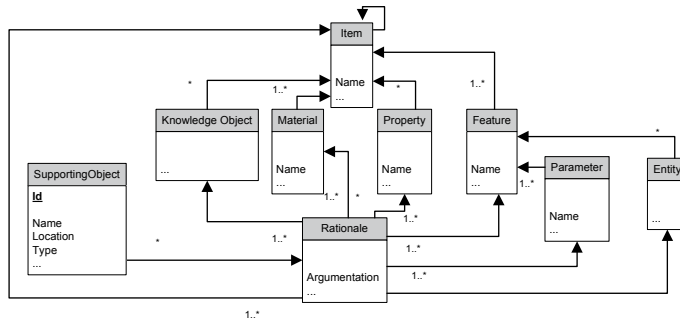 Item
Name
...
*
1..*
*
1..*
Knowledge Object
...
Material
Name
...
Property
Name
...
Feature
Name
...
*
SupportingObject
Id
Name
Location
Type
...
Parameter
Name
...
Entity
...
1..*
1..*
*
1..*
Rationale
Argumentation
...
*
1..*
1..*
1..*
1..*